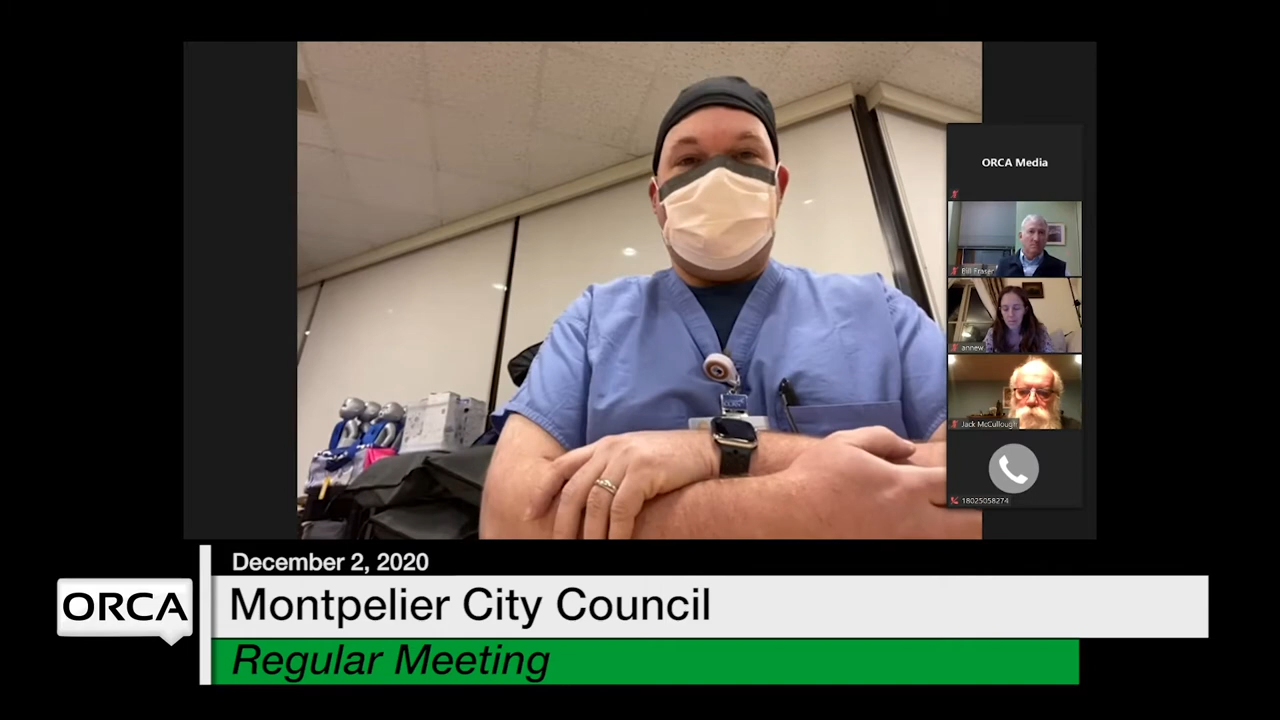 ORCA Media
Bill Fraser
annew
Jack McCullough
18025058274
December 2, 2020
ORCA
Montpelier City Council
Regular Meeting